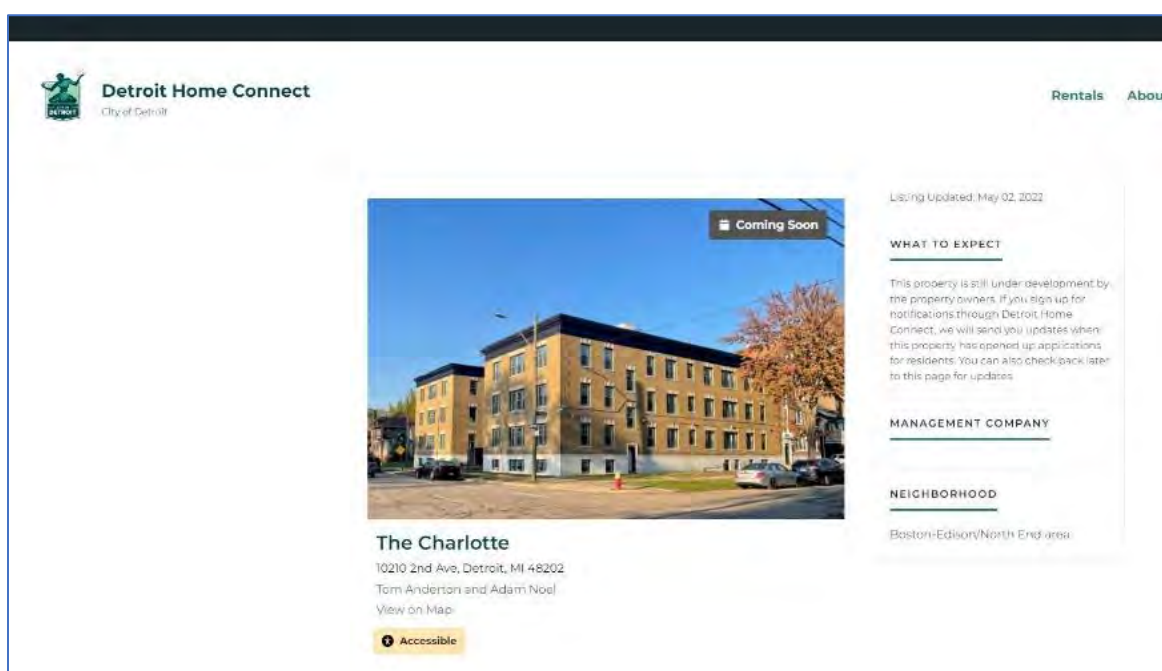 Detroit Home Connect
City of Detroit
DETROIT
Rentals Abou
Coming Soon
Listing Updated: May 02, 2022
WHAT TO EXPECT
This property is still under development by
the property owners. If you sign up for
notifications through Detroit Home
Connect, we will send you updates when
this property has opened up applications
for residents. You can also check back later
to this page for updates
MANAGEMENT COMPANY
NEIGHBORHOOD
Boston-Edison/North End area
The Charlotte
10210 2nd Ave, Detroit, MI 48202
Tom Anderton and Adam Noel
View on Map
Accessible